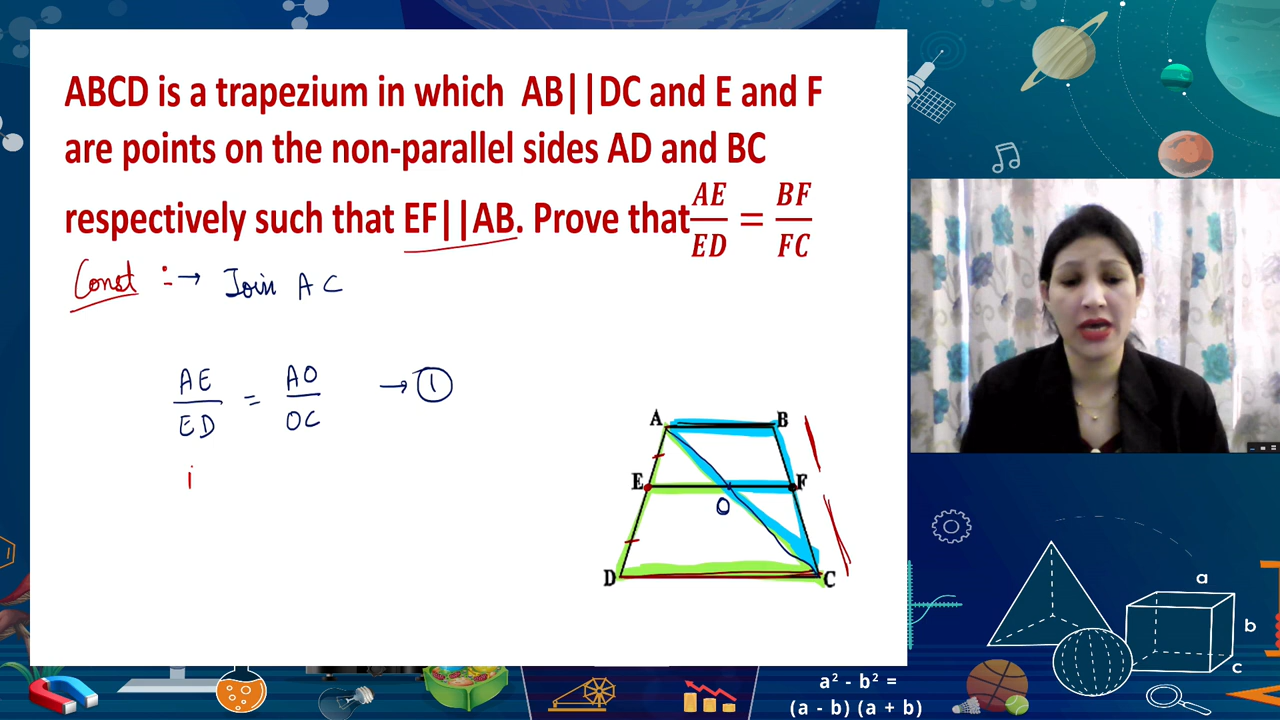 ABCD is a trapezium in which AB||DC and E and F
are points on the non-parallel sides AD and BC
respectively such that EF||AB. Prove that AE/ED = BF/FC
Const :→ Join AC
AE/ED = AO/OC → ①
i
A B
E F
O
D C
a
b
c
a² - b² =
(a - b) (a + b)